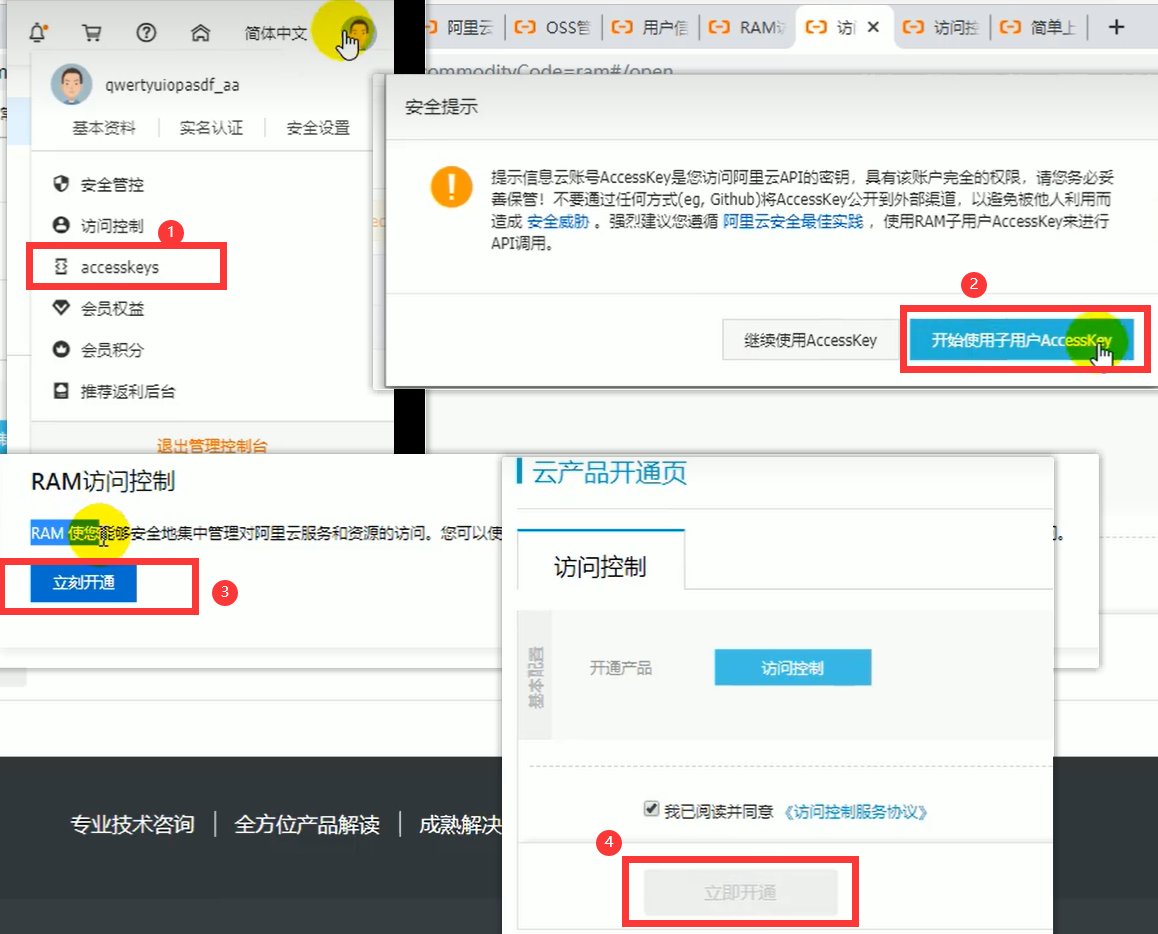 简体中文
qwertyuiopasdf_aa
基本资料
实名认证
安全设置
安全管控
访问控制
1
accesskeys
会员权益
会员积分
推荐返利后台
退出管理控制台
阿里云
OSS管
用户信
RAM访
访
访问控
简单上
commodityCode=ram#/open
安全提示
提示信息云账号AccessKey是您访问阿里云API的密钥，具有该账户完全的权限，请您务必妥
善保管！不要通过任何方式(eg, Github)将AccessKey公开到外部渠道，以避免被他人利用而
造成 安全威胁 。强烈建议您遵循 阿里云安全最佳实践 ，使用RAM子用户AccessKey来进行
API调用。
2
继续使用AccessKey
开始使用子用户AccessKey
RAM访问控制
RAM 使您能够安全地集中管理对阿里云服务和资源的访问。您可以使
立刻开通
3
云产品开通页
访问控制
基本配置
开通产品
访问控制
我已阅读并同意 《访问控制服务协议》
4
立即开通
专业技术咨询
全方位产品解读
成熟解决